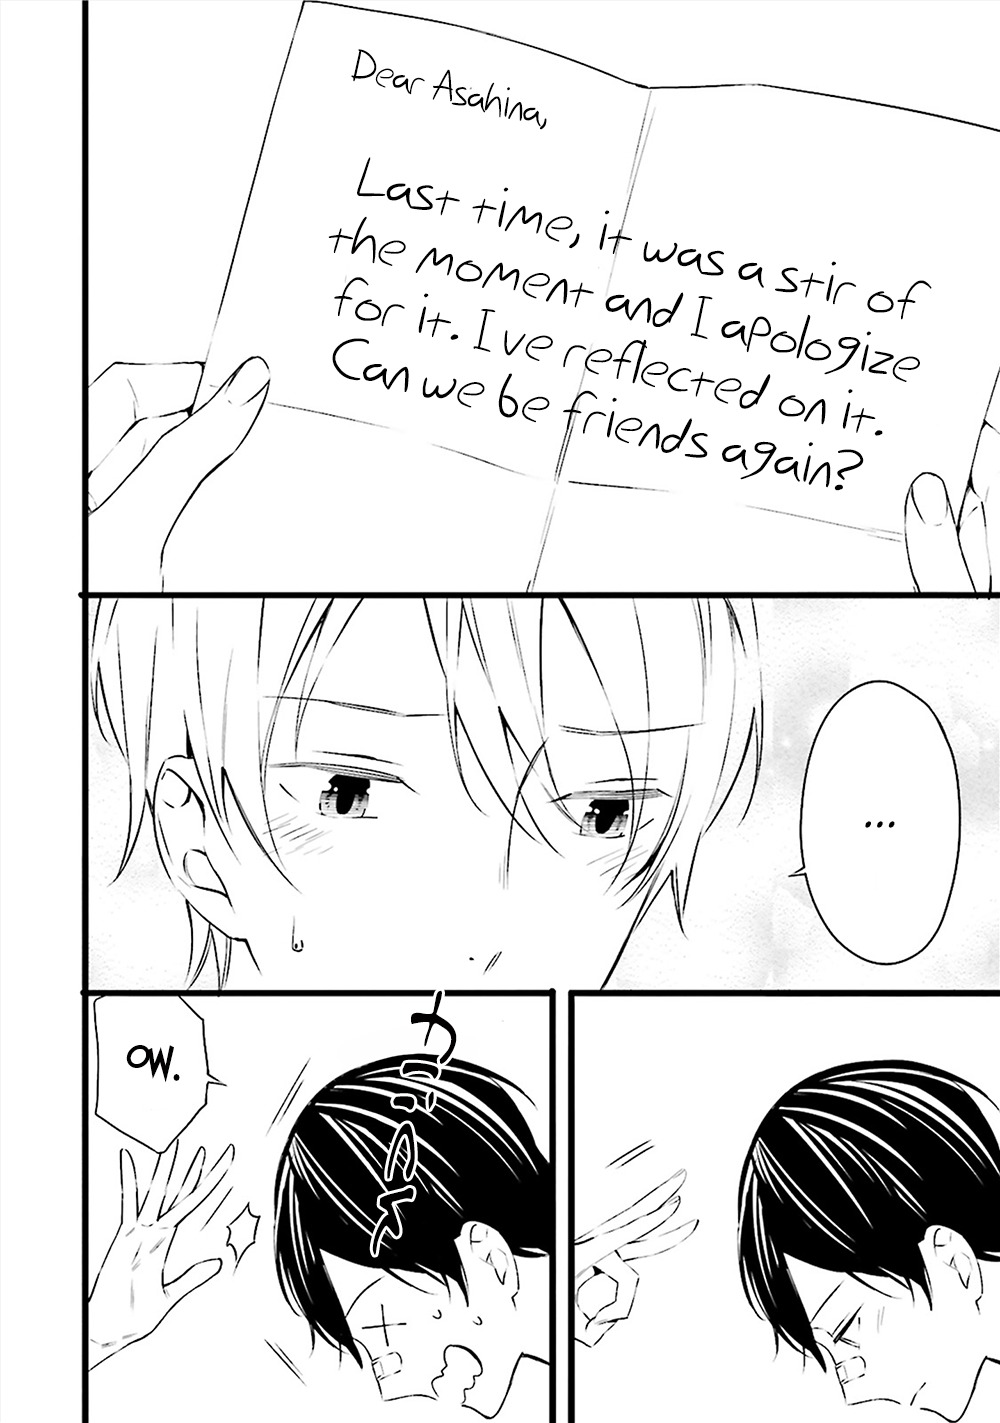 Dear Asahina,
Last time, it was a stir of
the moment and I apologize
for it. I've reflected on it.
Can we be friends again?
...
OW.